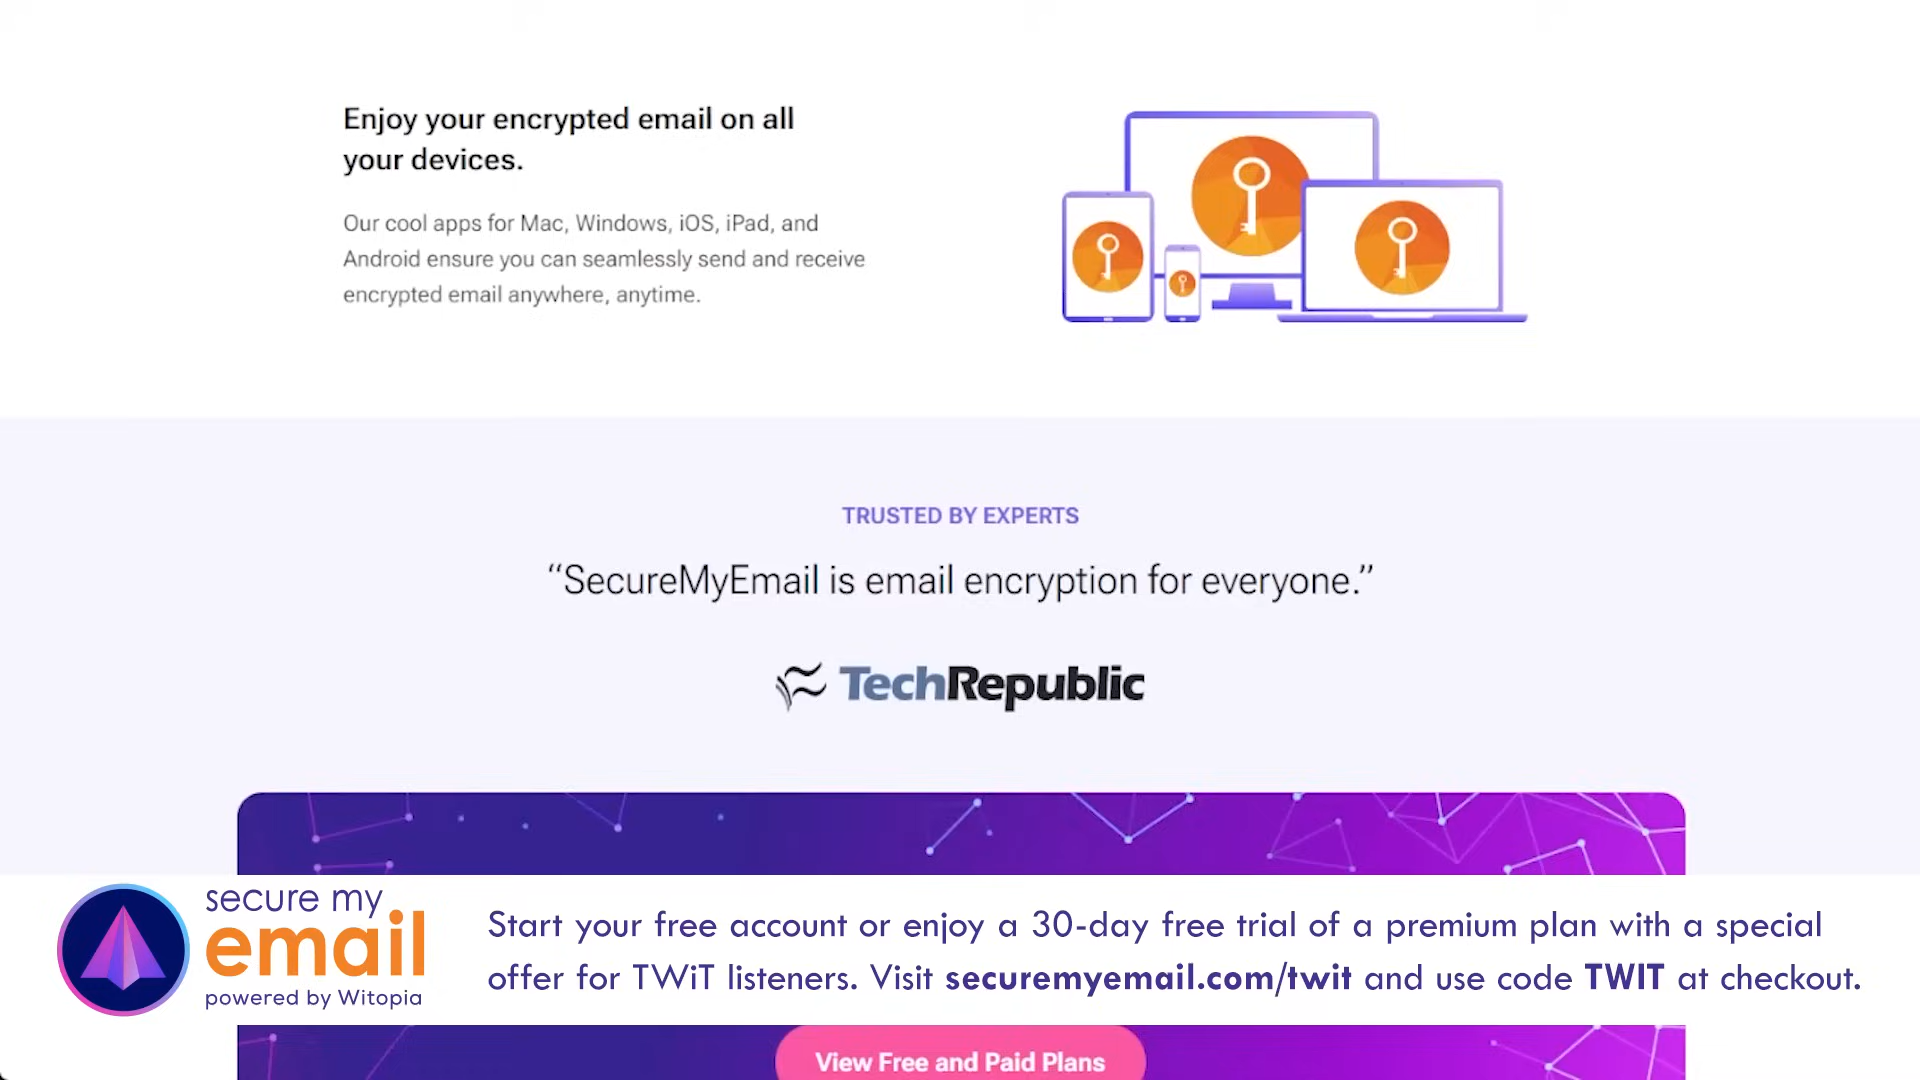 Enjoy your encrypted email on all
your devices.
Our cool apps for Mac, Windows, iOS, iPad, and
Android ensure you can seamlessly send and receive
encrypted email anywhere, anytime.
TRUSTED BY EXPERTS
“SecureMyEmail is email encryption for everyone.”
TechRepublic
secure my
email
powered by Witopia
Start your free account or enjoy a 30-day free trial of a premium plan with a special
offer for TWiT listeners. Visit securemyemail.com/twit and use code TWIT at checkout.
View Free and Paid Plans